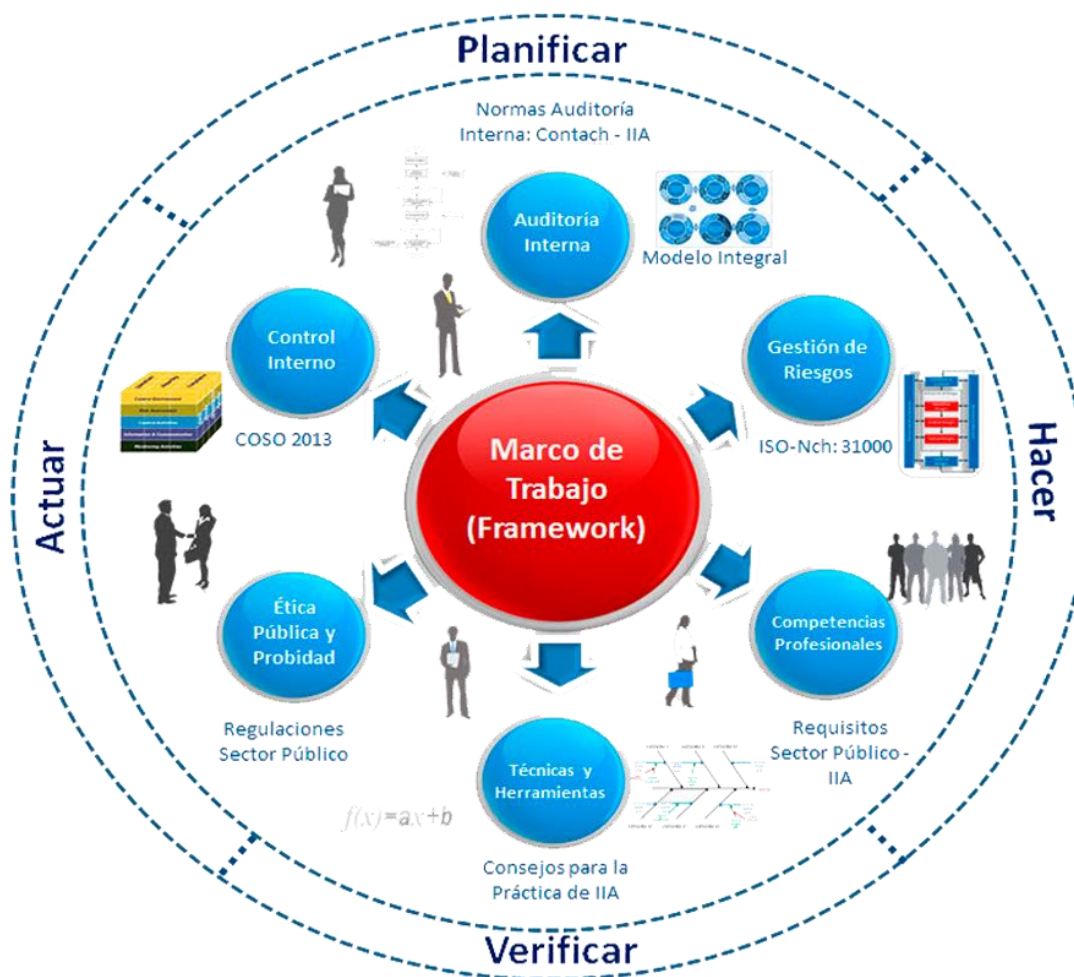 Planificar
Normas Auditoría
Interna: Contach - IIA
Auditoría
Interna
Modelo Integral
Control
Interno
COSO 2013
Gestión de
Riesgos
ISO-Nch: 31000
Marco de
Trabajo
(Framework)
Actuar
Hacer
Ética
Pública y
Probidad
Regulaciones
Sector Público
Competencias
Profesionales
Requisitos
Sector Público -
IIA
Técnicas y
Herramientas
f(x)=ax+b
Consejos para la
Práctica de IIA
Verificar